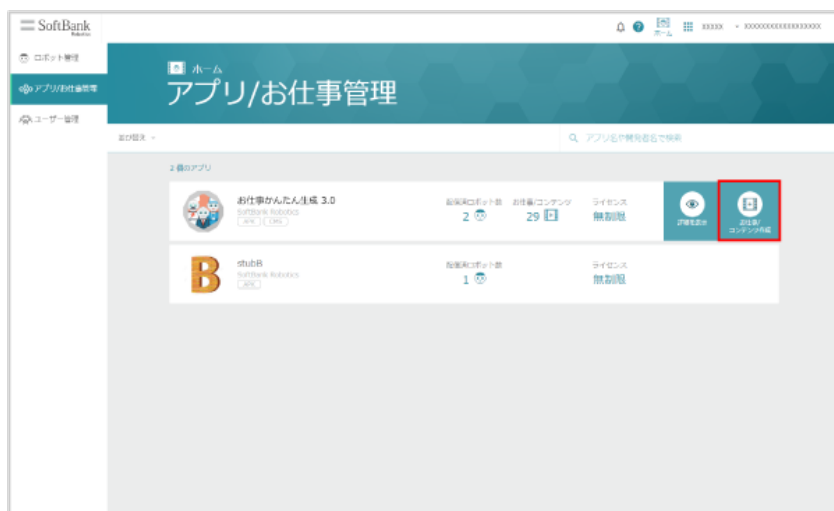 SoftBank
Robotics
ホーム
XXXXX
XXXXXXXXXXXXXXXXXXX
ロボット管理
アプリ/お仕事管理
ユーザー管理
ホーム
アプリ/お仕事管理
並び替え
アプリ名や開発者名で検索
2 個のアプリ
お仕事かんたん生成 3.0
SoftBank Robotics
APK
CMS
配信済ロボット数
2
お仕事/コンテンツ
29
ライセンス
無制限
詳細を表示
お仕事/
コンテンツ作成
stubB
SoftBank Robotics
APK
配信済ロボット数
1
ライセンス
無制限